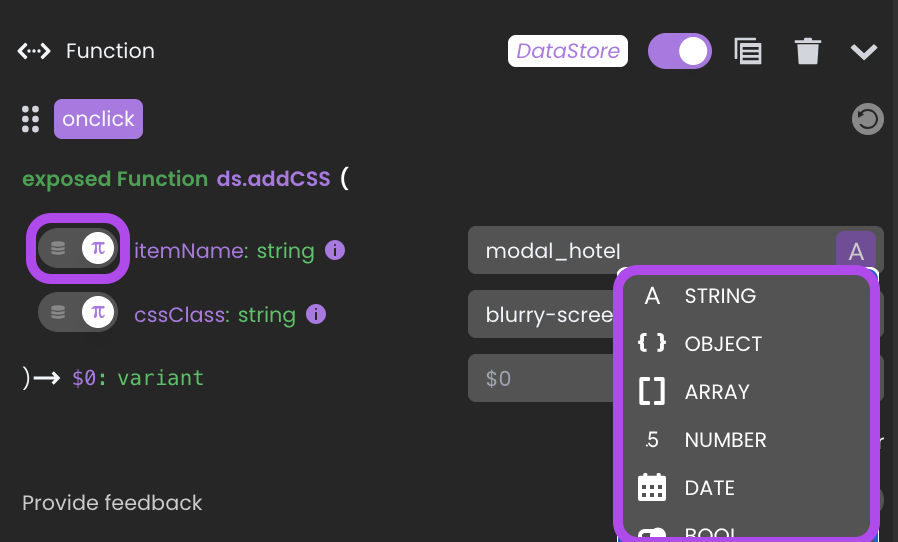 Function DataStore
onclick
exposed Function ds.addCSS (
π itemName: string i modal_hotel A
π cssClass: string i blurry-scree
)→ $0: variant $0
A STRING
{ } OBJECT
[ ] ARRAY
.5 NUMBER
DATE
BOOL
Provide feedback